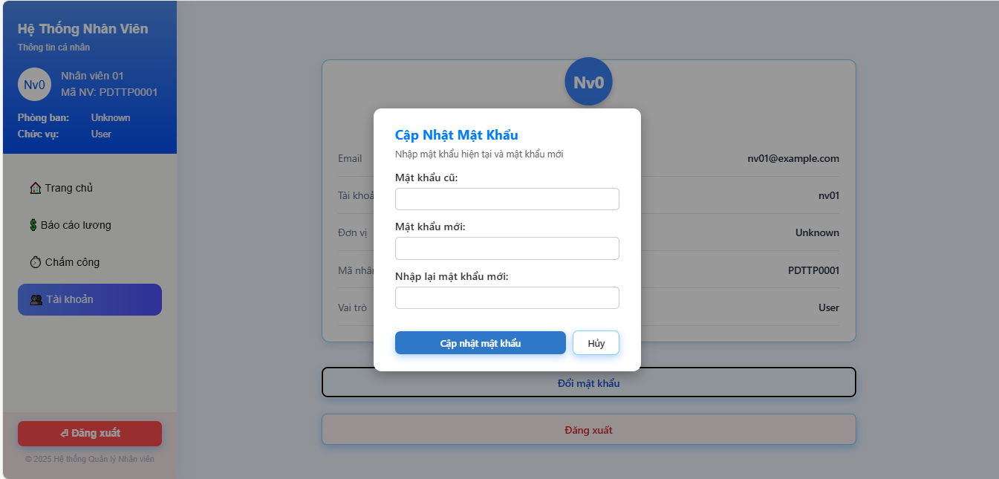 Hệ Thống Nhân Viên
Thông tin cá nhân
Nv0
Nhân viên 01
Mã NV: PDTTP0001
Phòng ban: Unknown
Chức vụ: User
Trang chủ
Báo cáo lương
Chấm công
Tài khoản
Đăng xuất
© 2025 Hệ thống Quản lý Nhân viên
Nv0
Email nv01@example.com
Tài khoả nv01
Đơn vị Unknown
Mã nhân PDTTP0001
Vai trò User
Cập Nhật Mật Khẩu
Nhập mật khẩu hiện tại và mật khẩu mới
Mật khẩu cũ:
Mật khẩu mới:
Nhập lại mật khẩu mới:
Cập nhật mật khẩu Hủy
Đổi mật khẩu
Đăng xuất